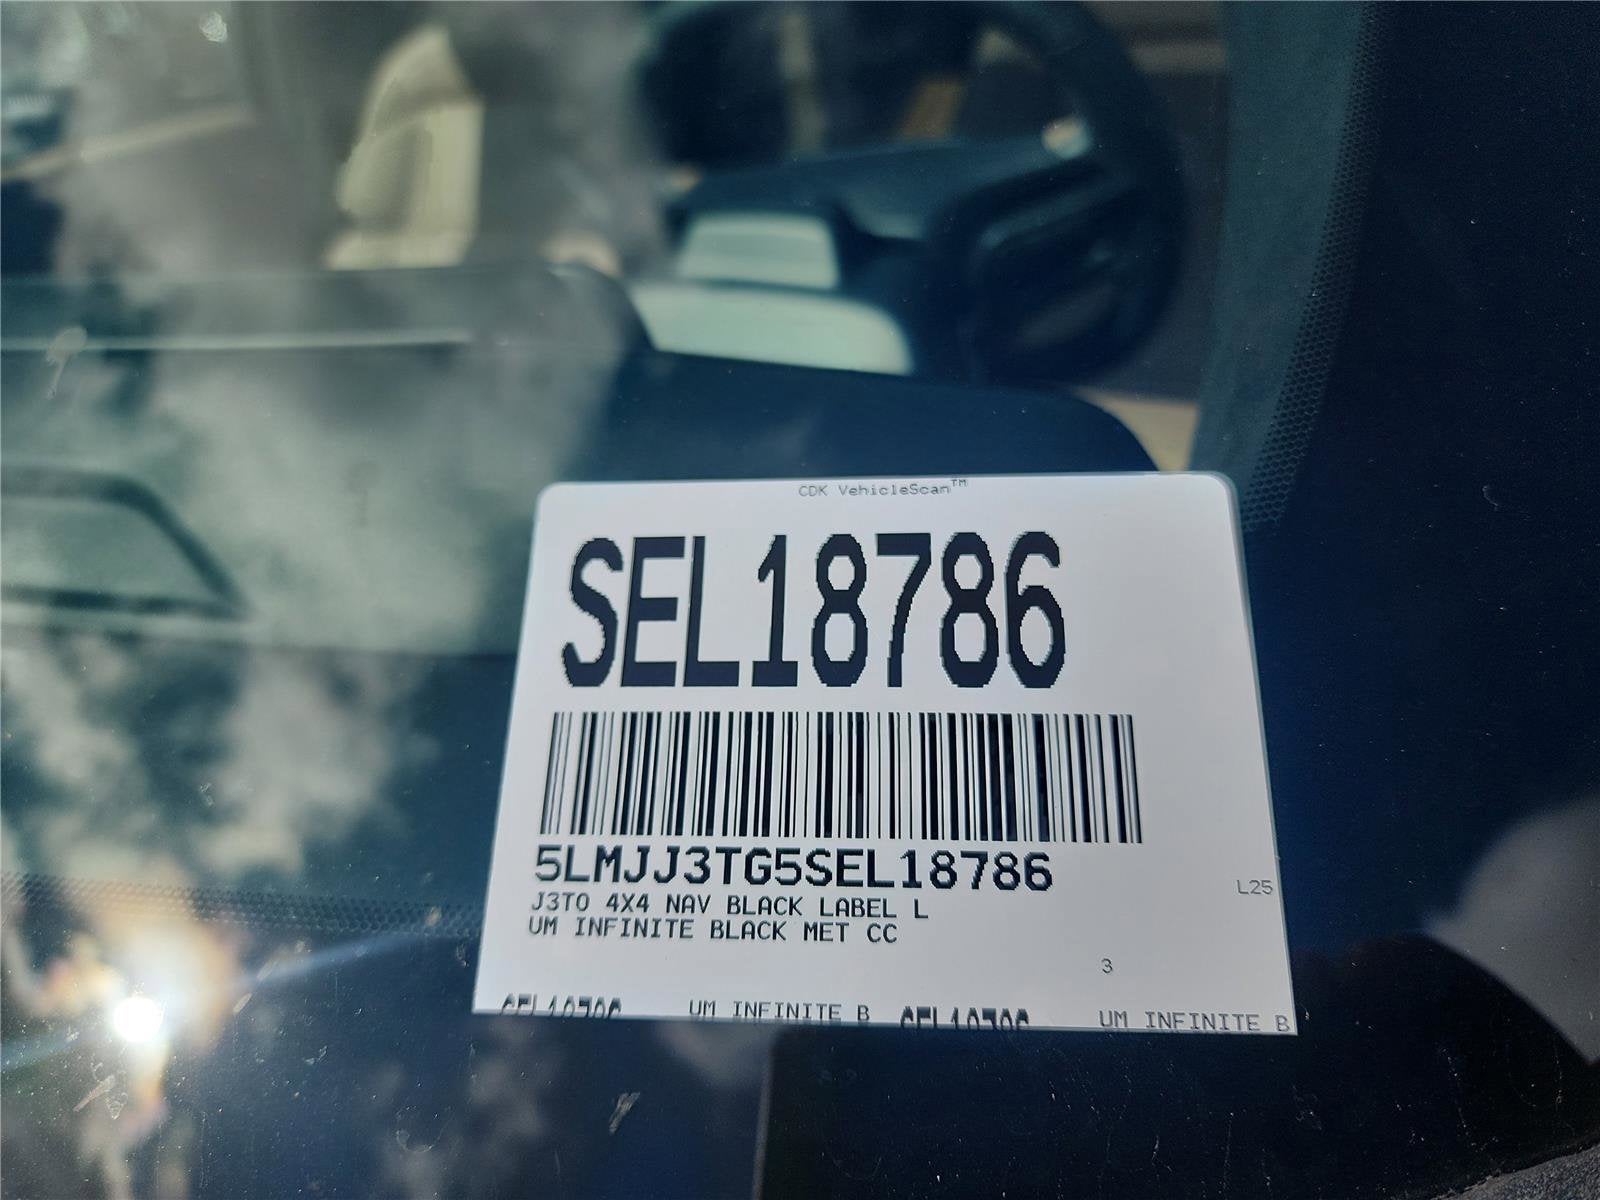 CDK VehicleScan™
SEL18786
5LMJJ3TG5SEL18786
J3TO 4X4 NAV BLACK LABEL L
UM INFINITE BLACK MET CC
L25
3
UM INFINITE B
UM INFINITE B